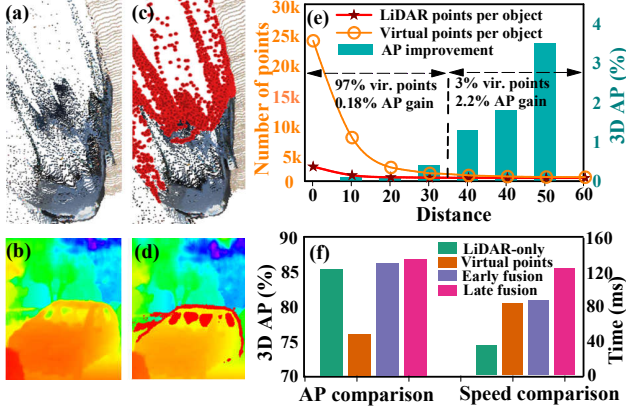 (a)
(c)
(b)
(d)
(e)
LiDAR points per object
Virtual points per object
AP improvement
97% vir. points
0.18% AP gain
3% vir. points
2.2% AP gain
Number of points
30k
25k
20k
15k
10k
5k
0
3D AP (%)
4
3
2
1
0
0 10 20 30 40 40 50 60
Distance
(f)
LiDAR-only
Virtual points
Early fusion
Late fusion
3D AP (%)
90
85
80
75
70
Time (ms)
160
120
80
40
0
AP comparison
Speed comparison